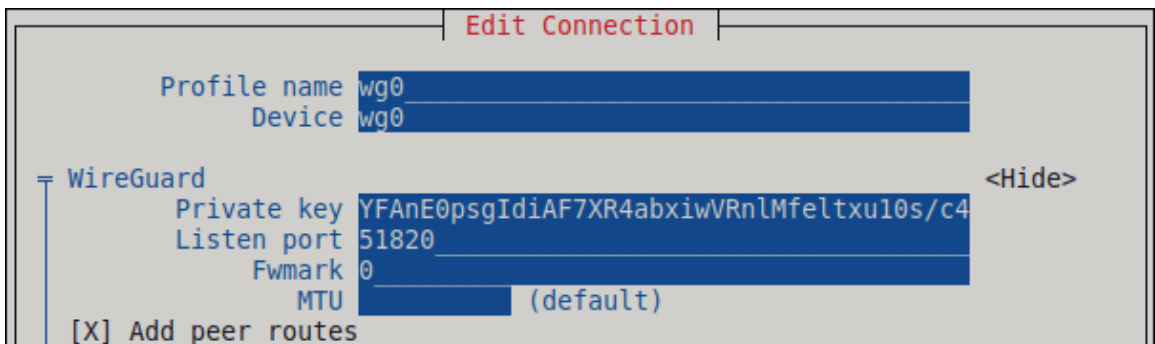 Edit Connection
Profile name wg0
Device wg0
WireGuard <Hide>
Private key YFAnE0psgIdiAF7XR4abxiwVRnlMfeltxu10s/c4
Listen port 51820
Fwmark 0
MTU (default)
[X] Add peer routes